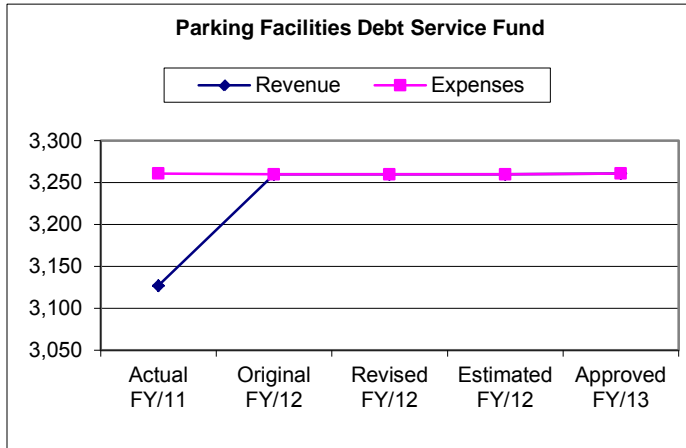 Parking Facilities Debt Service Fund
Revenue Expenses
3,300
3,250
3,200
3,150
3,100
3,050
Actual Original Revised Estimated Approved
FY/11 FY/12 FY/12 FY/12 FY/13